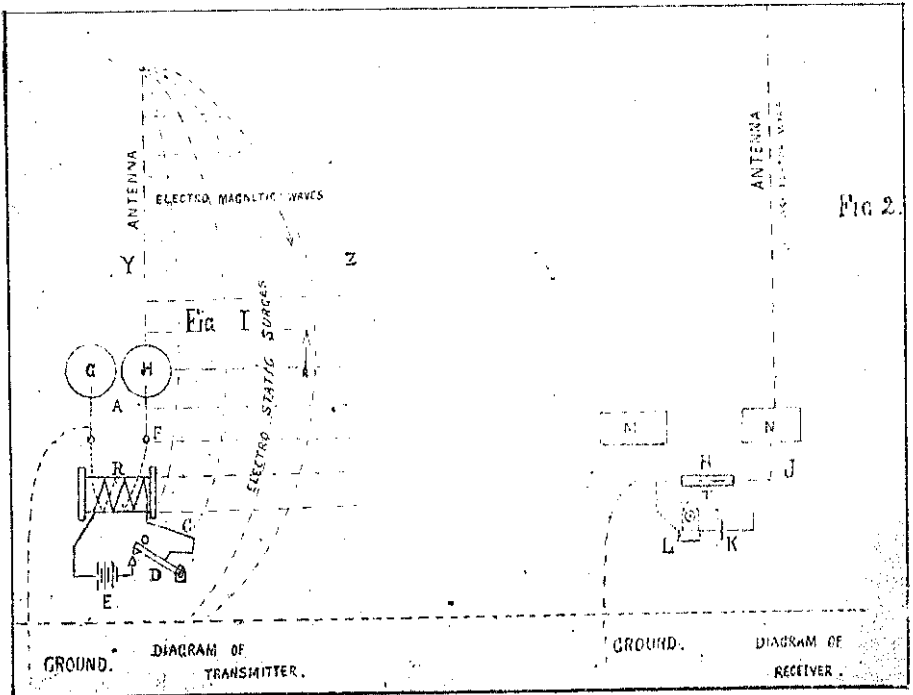 ANTENNA
ELECTRO MAGNETIC WAVES
Y
Z
Fig I
ELECTRO STATIC SURGES
G
H
A
F
R
C
D
E
GROUND.
DIAGRAM OF
TRANSMITTER.
ANTENNA
Fig 2.
M
N
H
J
T
L
K
GROUND.
DIAGRAM OF
RECEIVER.